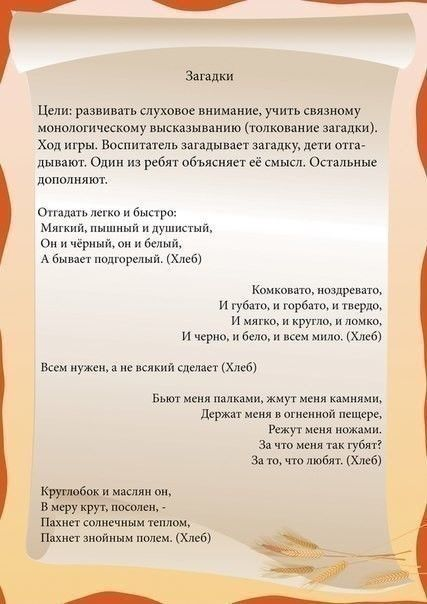 Загадки
Цели: развивать слуховое внимание, учить связному
монологическому высказыванию (толкование загадки).
Ход игры. Воспитатель загадывает загадку, дети отга-
дывают. Один из ребят объясняет её смысл. Остальные
дополняют.
Отгадать легко и быстро:
Мягкий, пышный и душистый,
Он и чёрный, он и белый,
А бывает подгорелый. (Хлеб)
Комковато, ноздревато,
И губато, и горбато, и твердо,
И мягко, и кругло, и ломко,
И черно, и бело, и всем мило. (Хлеб)
Всем нужен, а не всякий сделает (Хлеб)
Бьют меня палками, жмут меня камнями,
Держат меня в огненной пещере,
Режут меня ножами.
За что меня так губят?
За то, что любят. (Хлеб)
Круглобок и маслян он,
В меру крут, посолен, -
Пахнет солнечным теплом,
Пахнет знойным полем. (Хлеб)